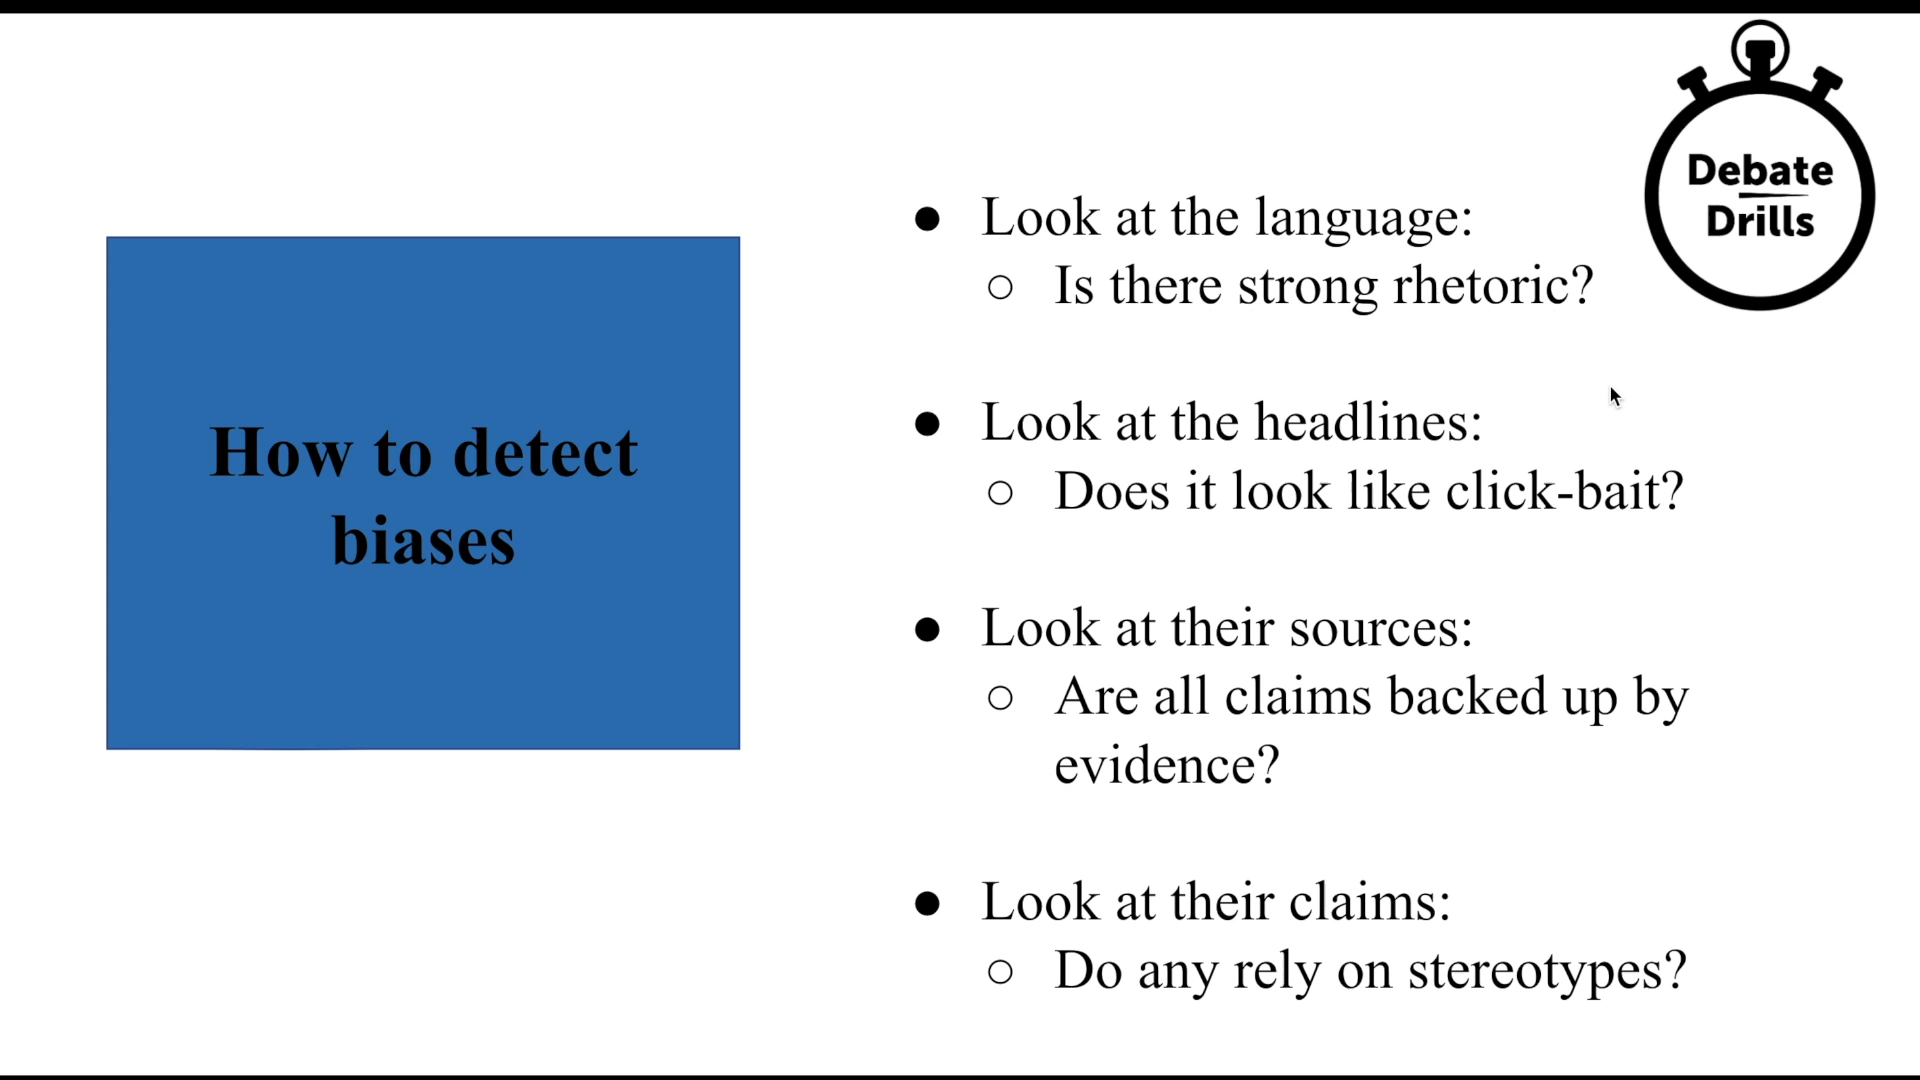 Debate
Drills
How to detect
biases
● Look at the language:
○ Is there strong rhetoric?
● Look at the headlines:
○ Does it look like click-bait?
● Look at their sources:
○ Are all claims backed up by
evidence?
● Look at their claims:
○ Do any rely on stereotypes?